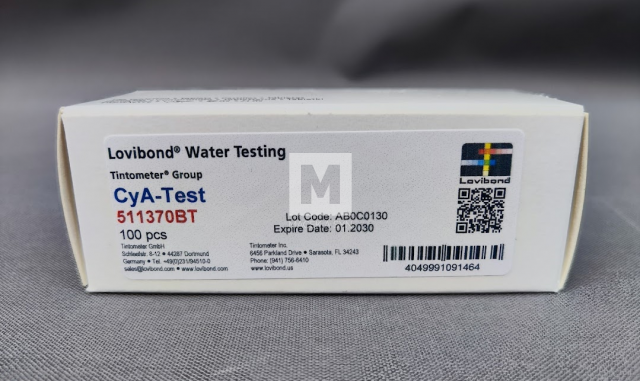 Lovibond® Water Testing
Tintometer® Group
CyA-Test
511370BT
100 pcs
Lot Code: AB0C0130
Expire Date: 01.2030
Tintometer GmbH
Schleefstr. 8-12 • 44287 Dortmund
Germany • Tel. +49(0)231/94510-0
sales@lovibond.com • www.lovibond.com
Tintometer Inc.
6456 Parkland Drive • Sarasota, FL 34243
Phone: (941) 756-6410
www.lovibond.us
Lovibond
4049991091464
M